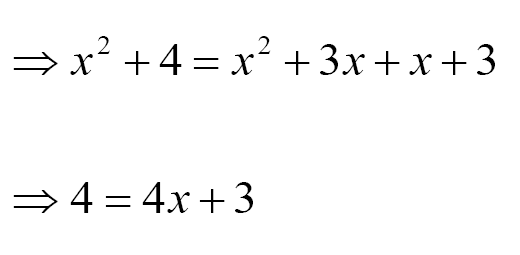 ⇒ x² + 4 = x² + 3x + x + 3
⇒ 4 = 4x + 3